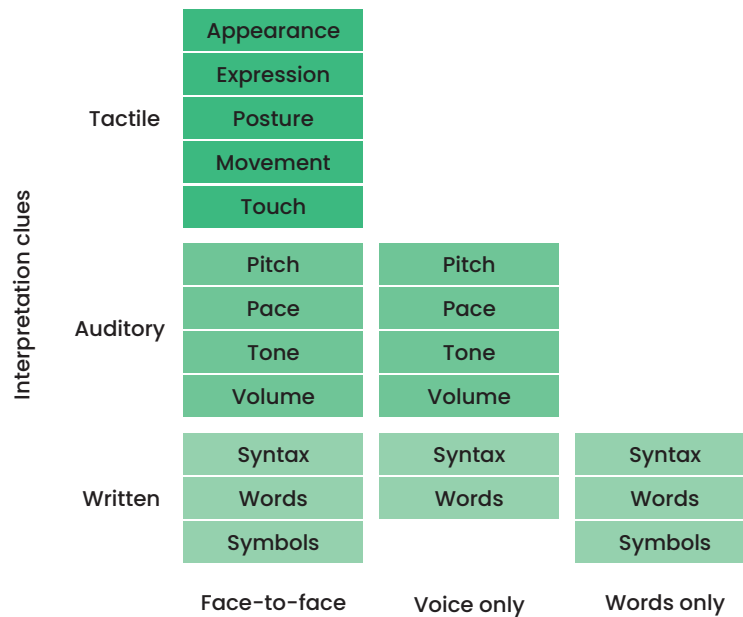 Appearance
Expression
Tactile
Posture
Movement
Touch
Interpretation clues
Pitch
Pitch
Pace
Pace
Auditory
Tone
Tone
Volume
Volume
Syntax
Syntax
Syntax
Written
Words
Words
Words
Symbols
Symbols
Face-to-face
Voice only
Words only